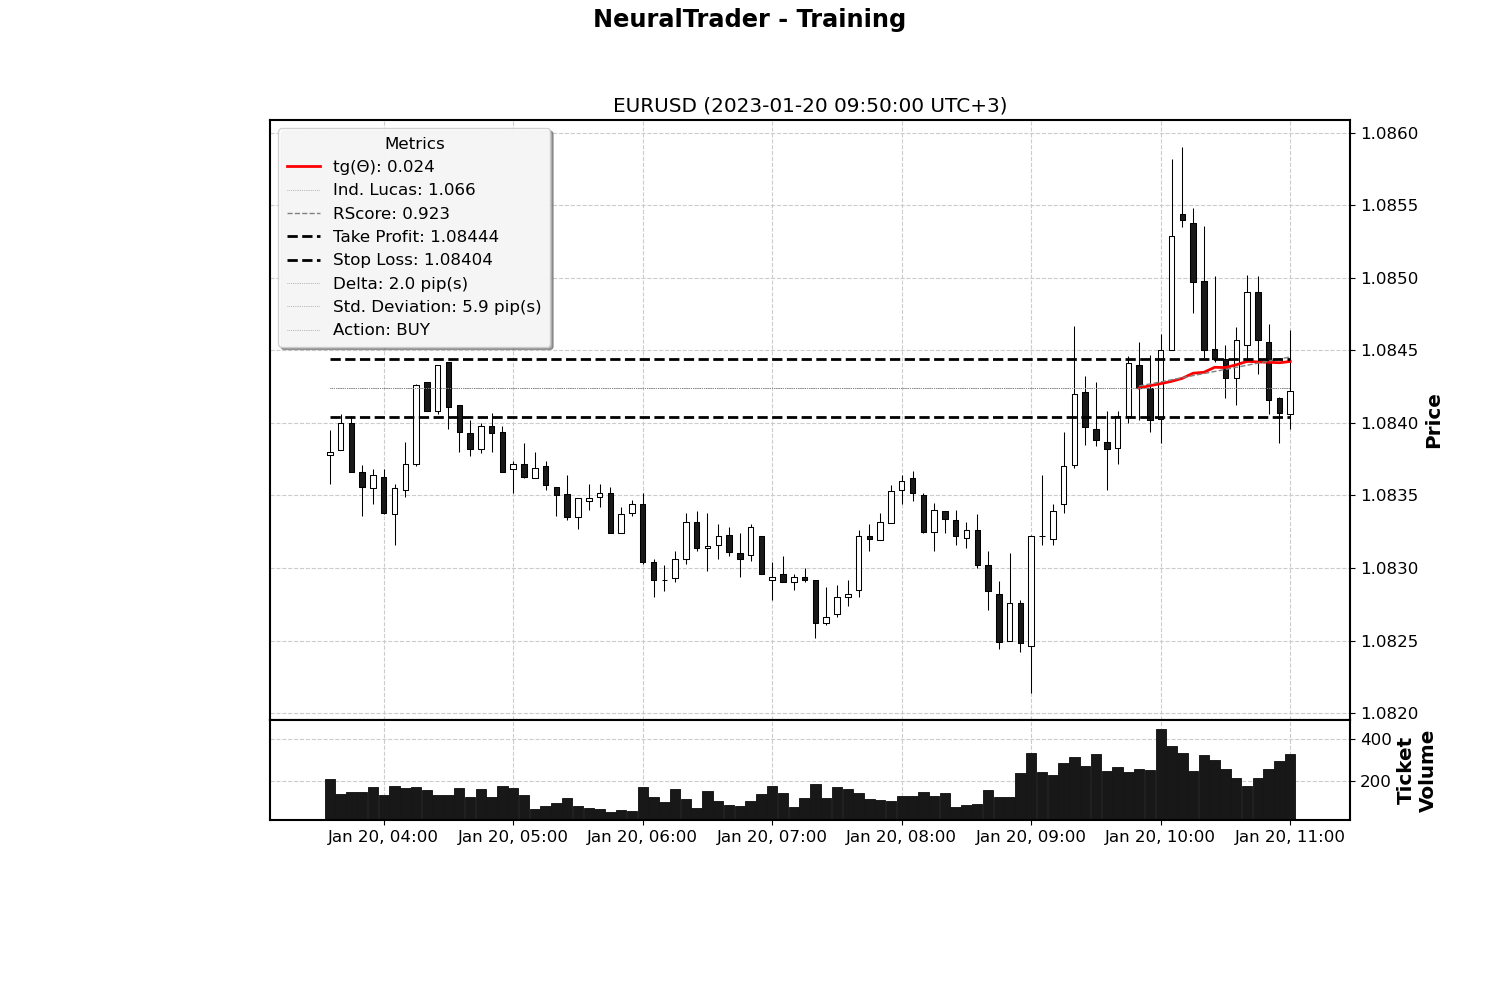 NeuralTrader - Training
EURUSD (2023-01-20 09:50:00 UTC+3)
Metrics
tg(Θ): 0.024
Ind. Lucas: 1.066
RScore: 0.923
Take Profit: 1.08444
Stop Loss: 1.08404
Delta: 2.0 pip(s)
Std. Deviation: 5.9 pip(s)
Action: BUY
1.0860
1.0855
1.0850
1.0845
1.0840
1.0835
1.0830
1.0825
1.0820
Price
400
200
Ticket
Volume
Jan 20, 04:00
Jan 20, 05:00
Jan 20, 06:00
Jan 20, 07:00
Jan 20, 08:00
Jan 20, 09:00
Jan 20, 10:00
Jan 20, 11:00